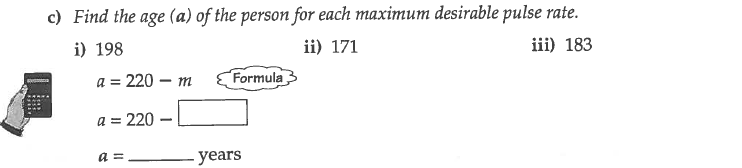 c) Find the age (a) of the person for each maximum desirable pulse rate.
i) 198 ii) 171 iii) 183
a = 220 − m Formula
a = 220 −
a = ______ years